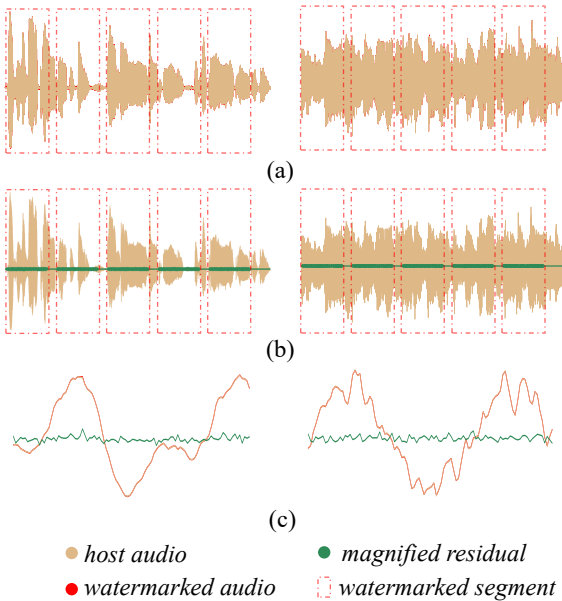 (a)
(b)
(c)
host audio
magnified residual
watermarked audio
watermarked segment